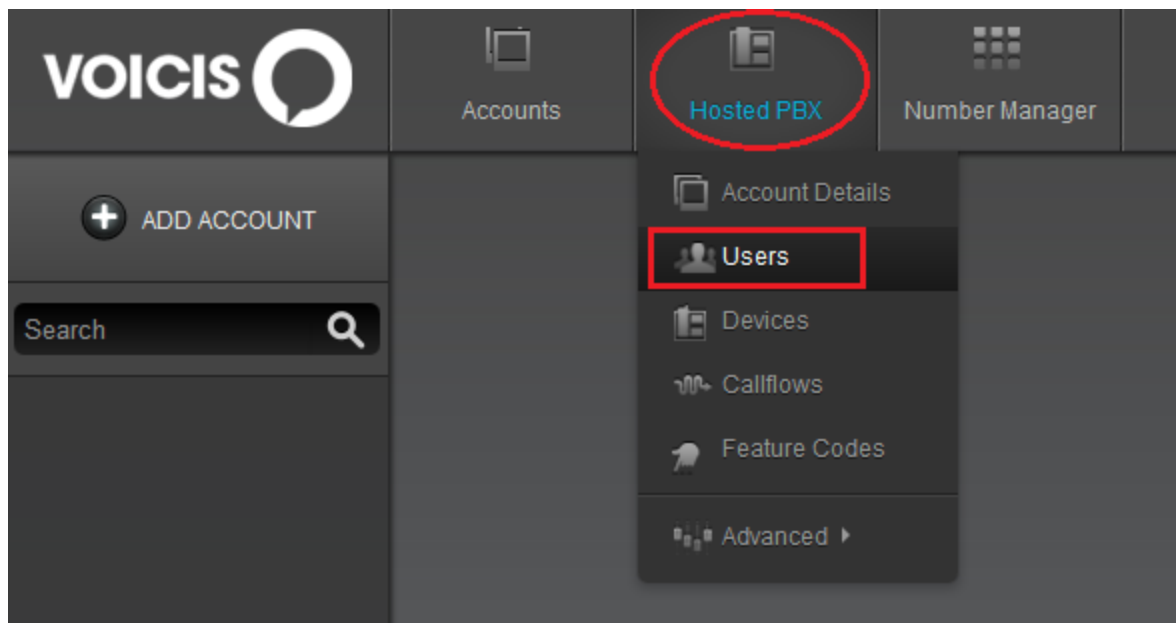 VOICIS
Accounts
Hosted PBX
Number Manager
ADD ACCOUNT
Search
Account Details
Users
Devices
Callflows
Feature Codes
Advanced